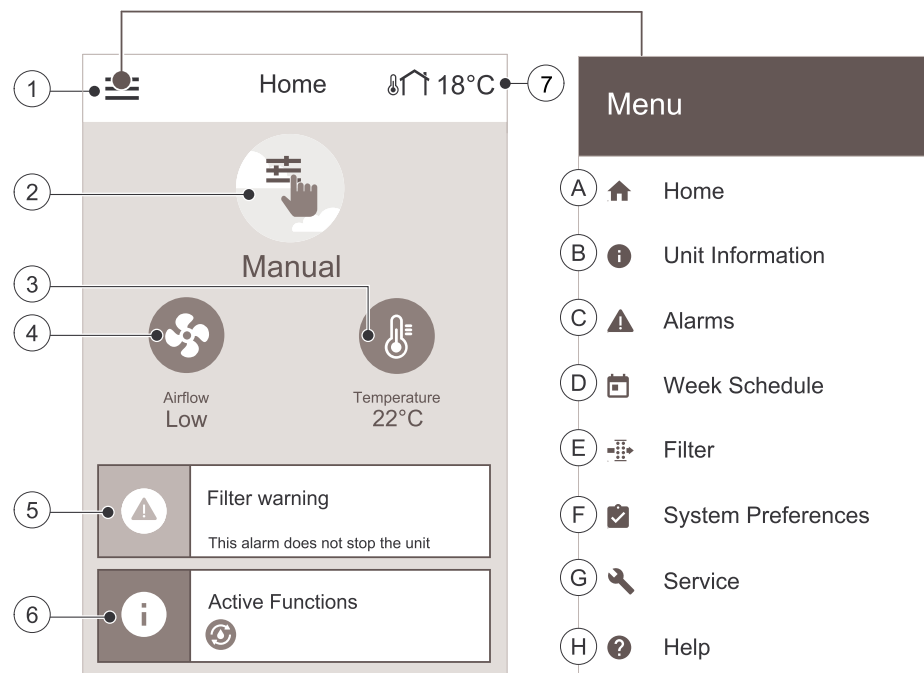 1
Home
18°C
7
Menu
2
Manual
3
4
Airflow
Low
Temperature
22°C
5
Filter warning
This alarm does not stop the unit
6
Active Functions
A
Home
B
Unit Information
C
Alarms
D
Week Schedule
E
Filter
F
System Preferences
G
Service
H
Help